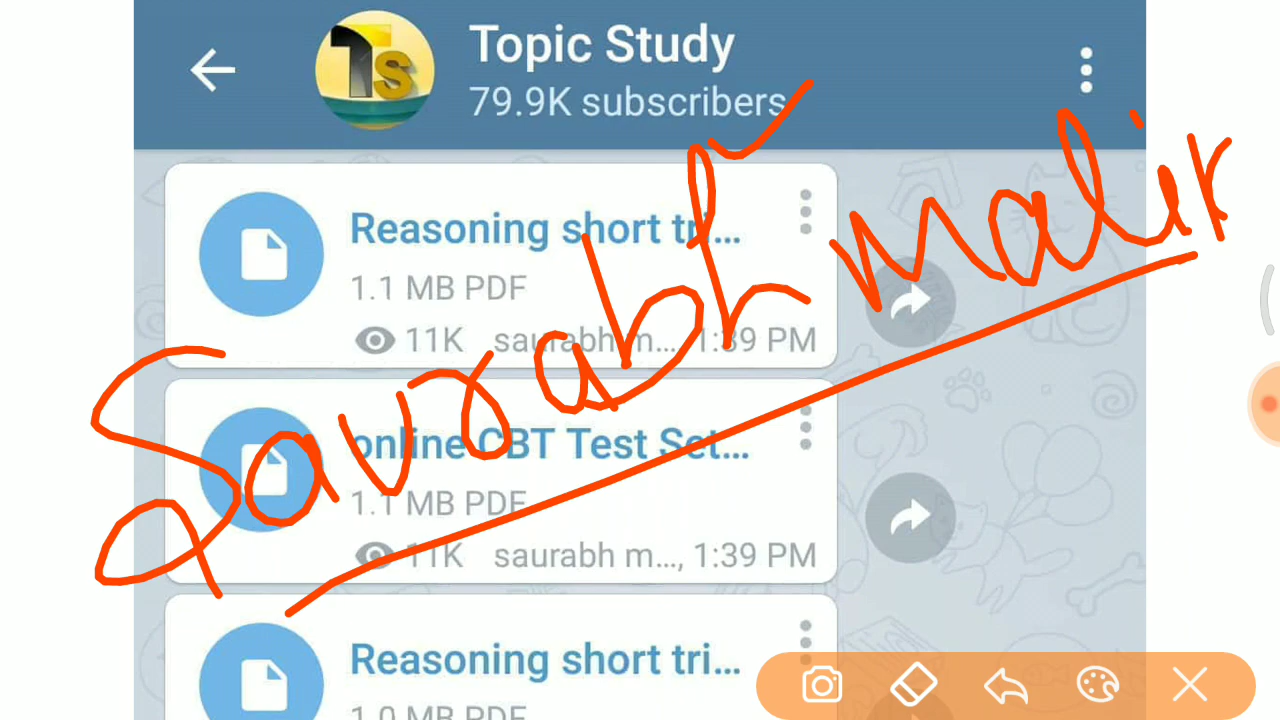 Ts
Topic Study
79.9K subscribers
Reasoning short tri...
1.1 MB PDF
11K saurabh m..., 1:39 PM
online CBT Test Set...
1.1 MB PDF
11K saurabh m..., 1:39 PM
Reasoning short tri...
1.0 MB PDF
Saurabh malik